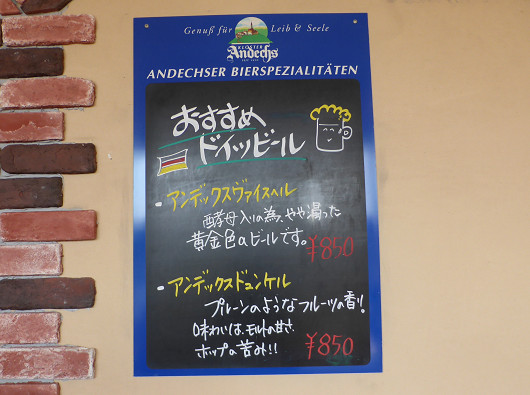 Genuß für Leib & Seele
KLOSTER
Andechs
ANDECHSER BIERSPEZIALITÄTEN
おすすめ
ドイツビール
-アンデックスヴァイスヘル
酵母入りの為、やや濁った
黄金色のビールです。
¥850
-アンデックスドュンケル
プルーンのようなフルーツの香り!
味わいは、モルトの甘さ
ホップの苦み!!
¥850